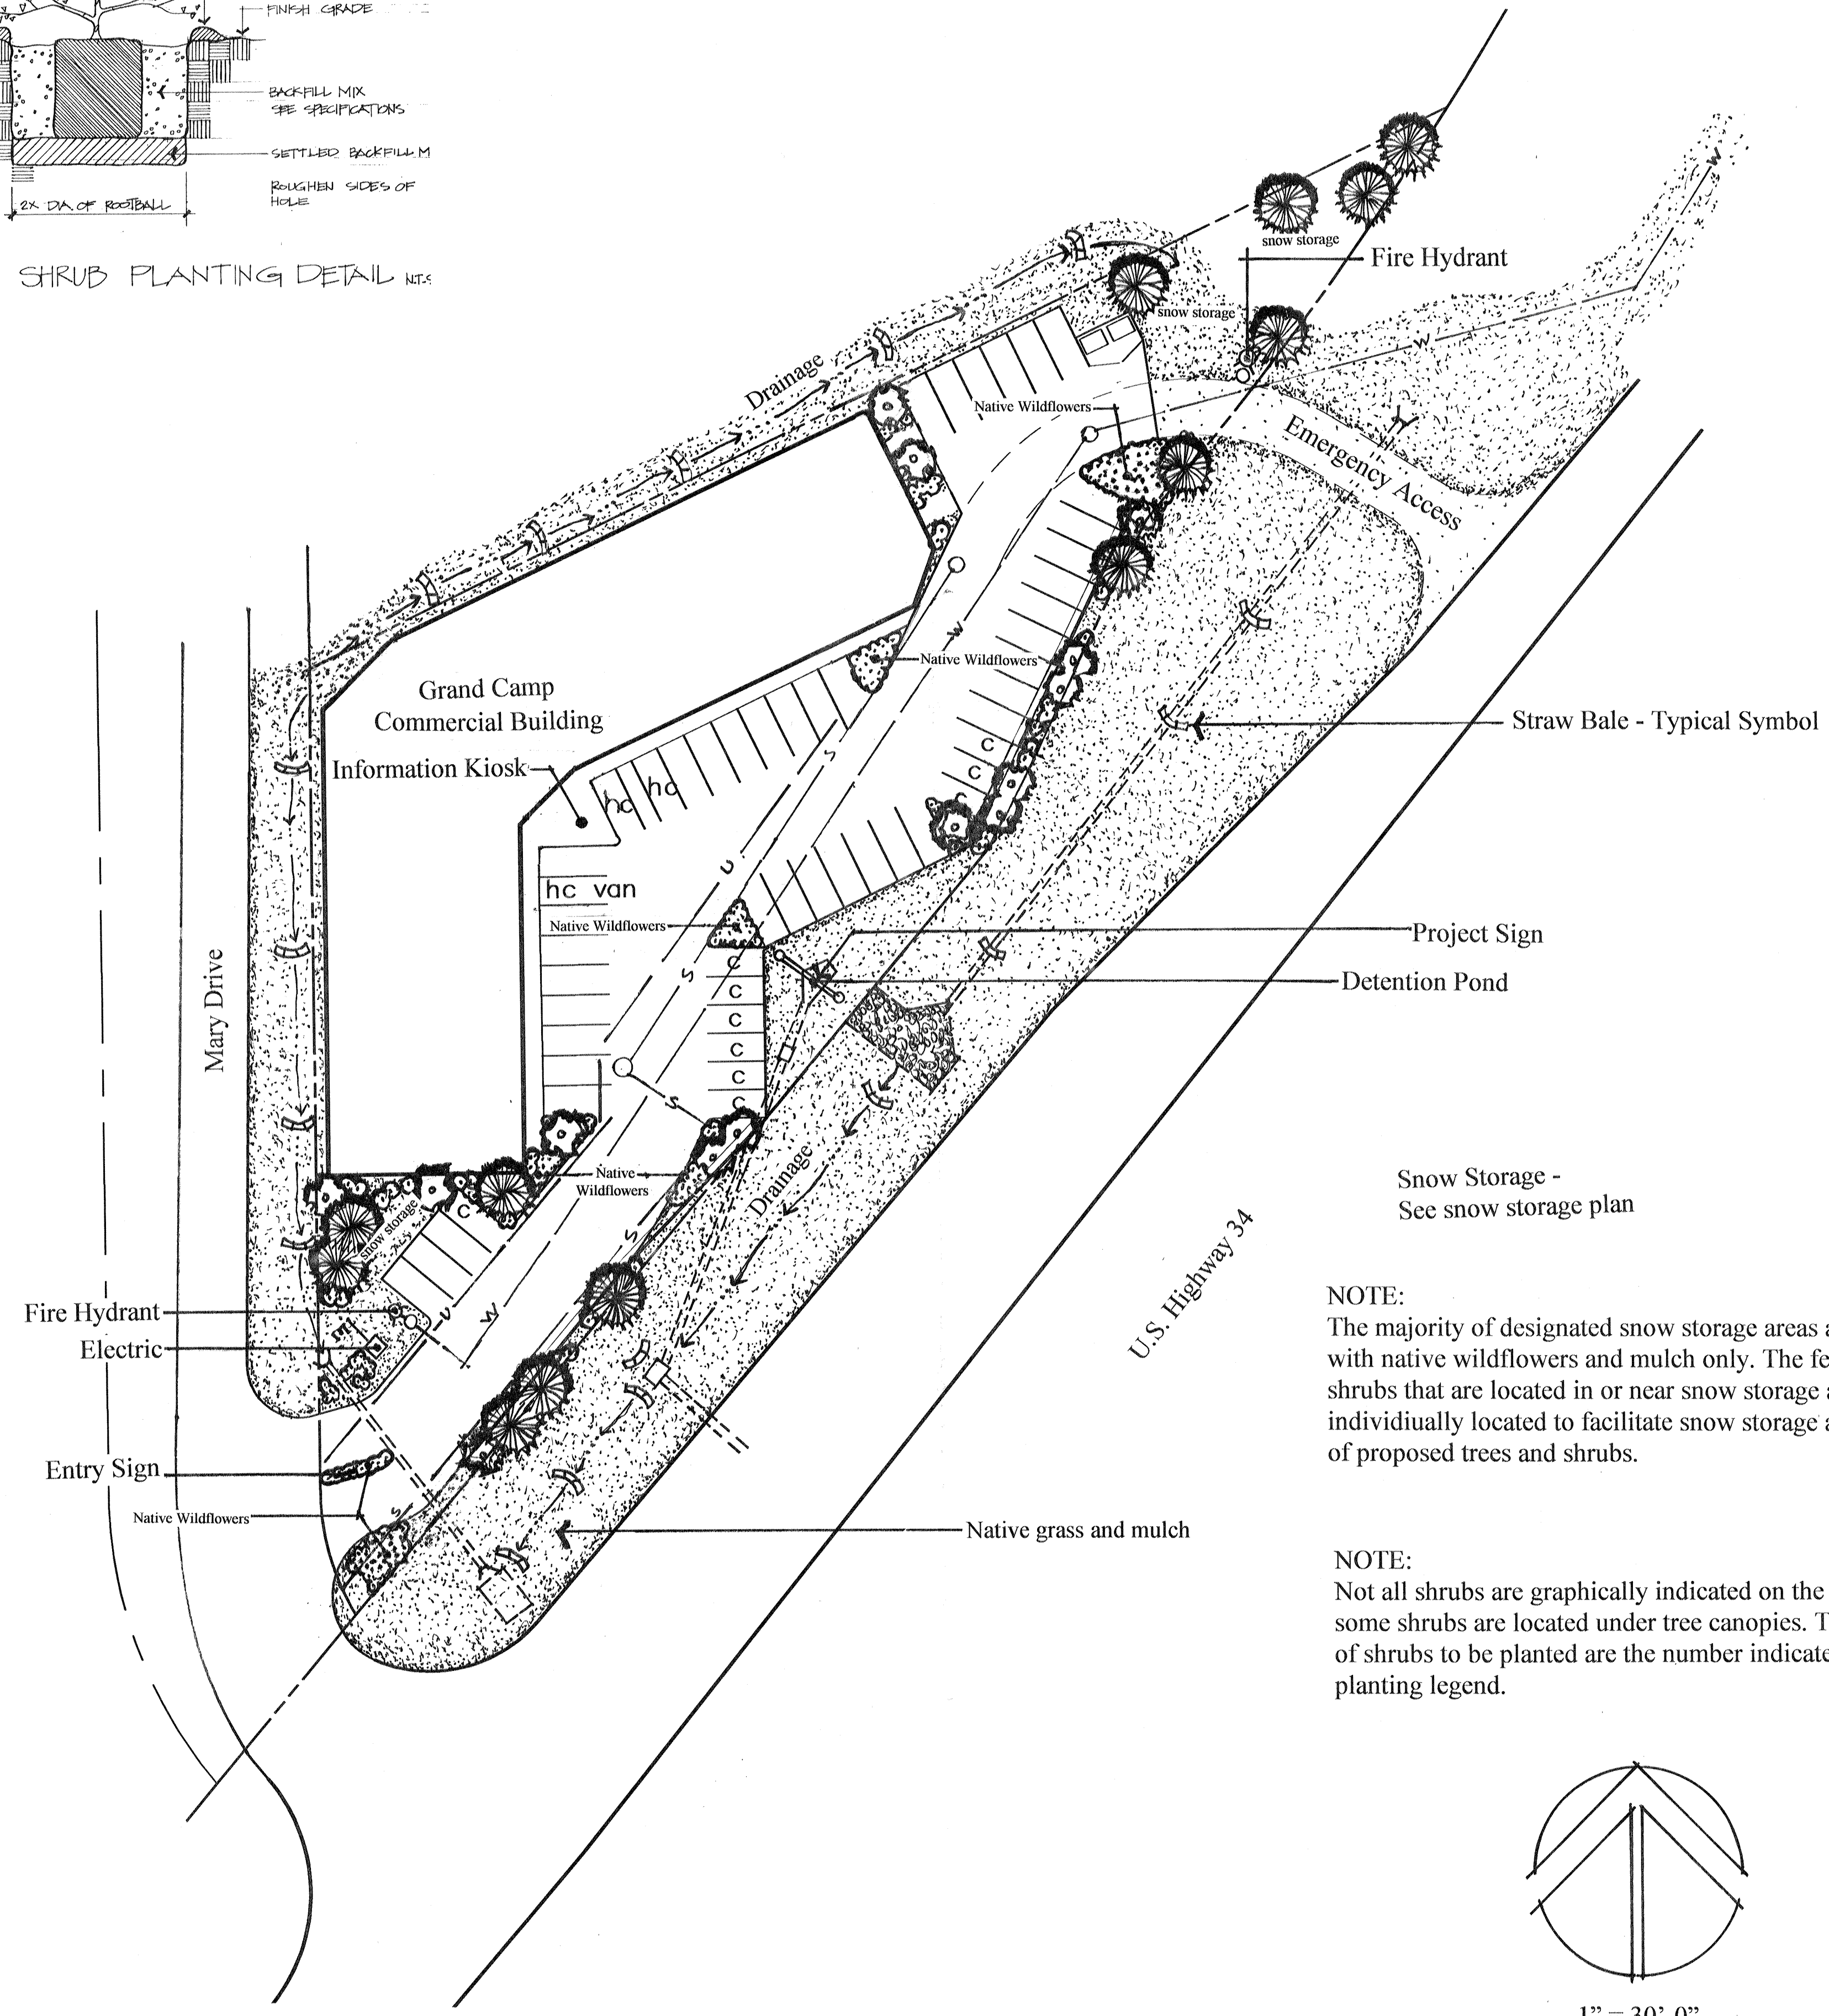 FINISH GRADE
BACKFILL MIX
SEE SPECIFICATIONS
SETTLED BACKFILL M
ROUGHEN SIDES OF
HOLE
2X DIA. OF ROOTBALL
SHRUB PLANTING DETAIL N.T.S
snow storage
Fire Hydrant
snow storage
W
W
Drainage
Native Wildflowers
Emergency Access
W
Native Wildflowers
Grand Camp
Commercial Building
Information Kiosk
Straw Bale - Typical Symbol
hc hc
C
C
S
U
hc van
Native Wildflowers
Project Sign
Detention Pond
Mary Drive
S
C
C
C
C
C
C
S
Native
Wildflowers
Drainage
Snow Storage -
See snow storage plan
C
snow storage
S
U.S. Highway 34
NOTE:
The majority of designated snow storage areas a
with native wildflowers and mulch only. The fe
shrubs that are located in or near snow storage a
individiually located to facilitate snow storage a
of proposed trees and shrubs.
Fire Hydrant
U
W
E
Electric
Entry Sign
Native Wildflowers
S
Native grass and mulch
NOTE:
Not all shrubs are graphically indicated on the
some shrubs are located under tree canopies. T
of shrubs to be planted are the number indicate
planting legend.
1" = 30'-0"